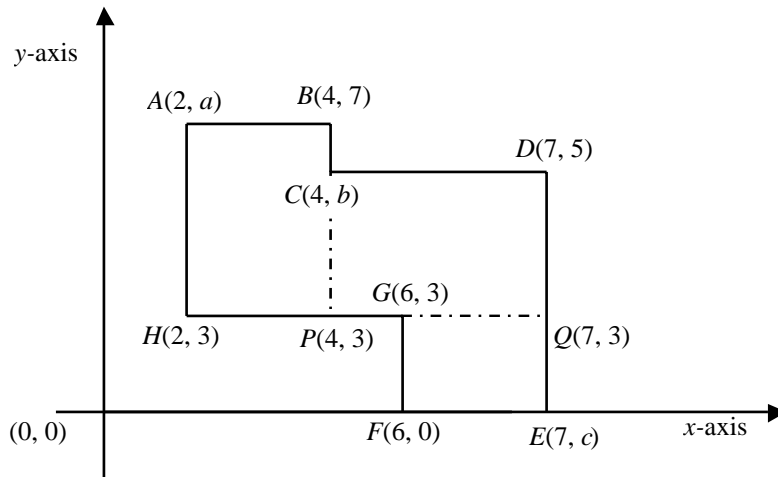 y-axis
A(2, a)
B(4, 7)
D(7, 5)
C(4, b)
G(6, 3)
H(2, 3)
P(4, 3)
Q(7, 3)
(0, 0)
F(6, 0)
E(7, c)
x-axis